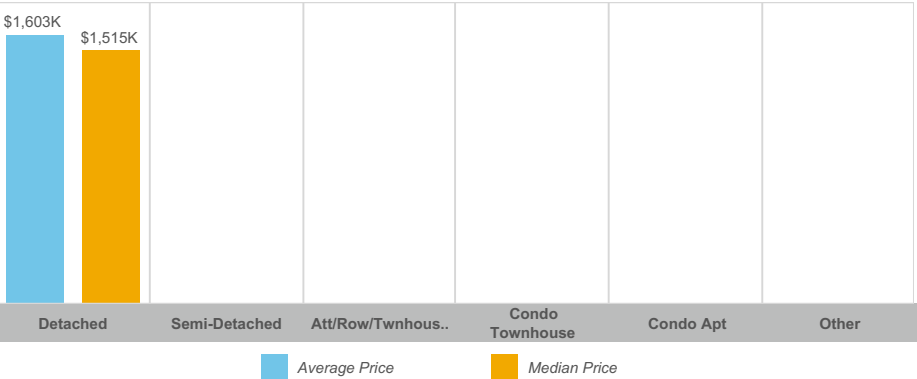 $1,603K
$1,515K
Detached
Semi-Detached
Att/Row/Twnhous..
Condo
Townhouse
Condo Apt
Other
Average Price
Median Price